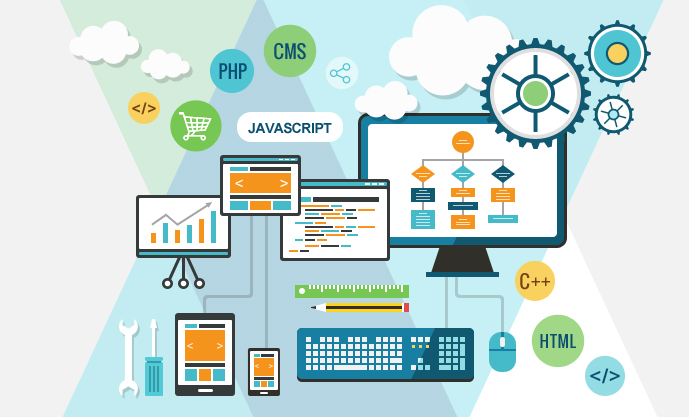 CMS
PHP
</>
JAVASCRIPT
< >
C++
HTML
< >
< >
</>